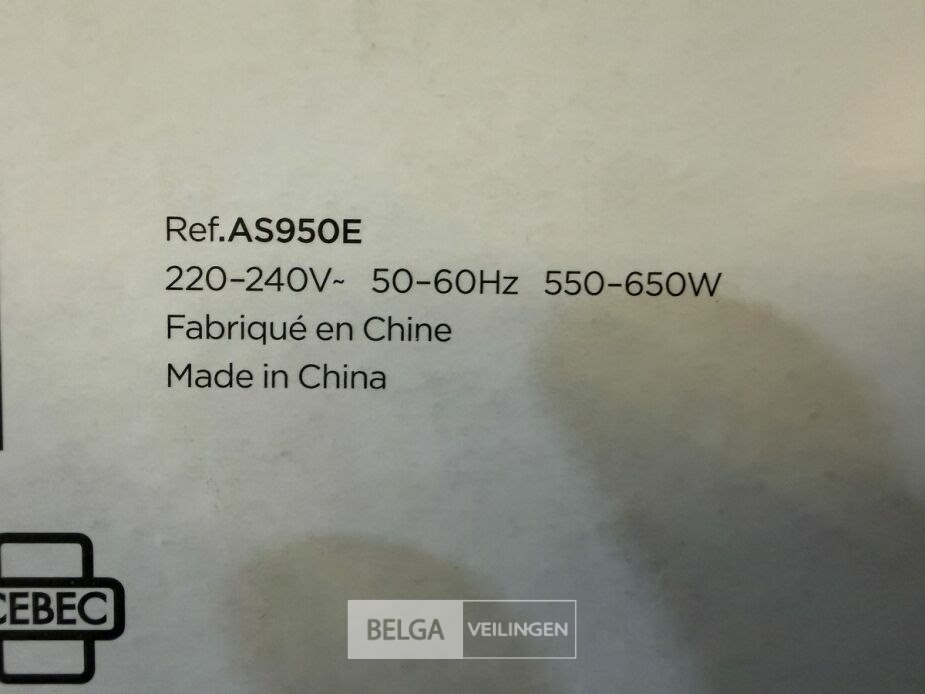 Ref.AS950E
220–240V~ 50–60Hz 550–650W
Fabriqué en Chine
Made in China
CEBEC
BELGA VEILINGEN